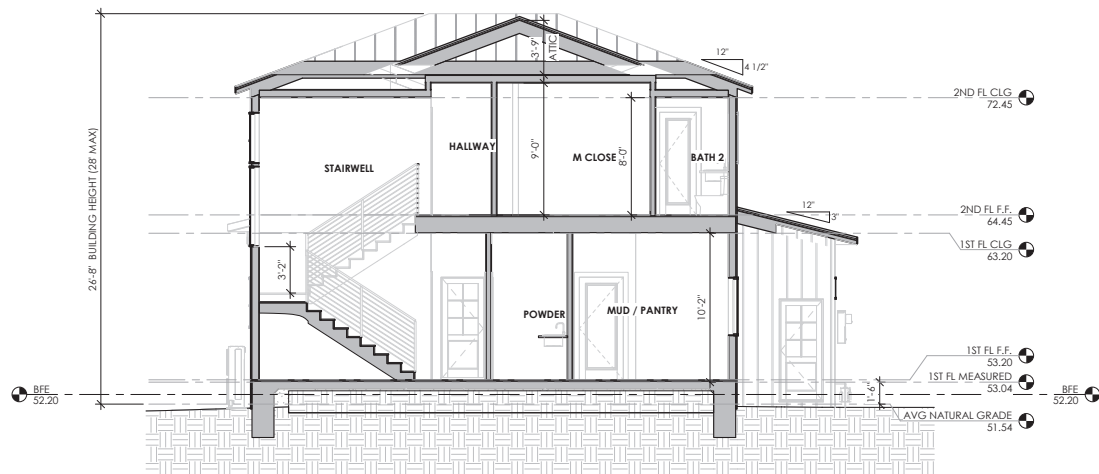 12"
4 1/2"
3'-9"
ATTIC
2ND FL CLG
72.45
26'-8" BUILDING HEIGHT (28' MAX)
HALLWAY
9'-0"
M CLOSE
8'-0"
BATH 2
STAIRWELL
12"
3"
2ND FL F.F.
64.45
1ST FL CLG
63.20
3'-2"
POWDER
MUD / PANTRY
10'-2"
1ST FL F.F.
53.20
1ST FL MEASURED
53.04
BFE
52.20
1'-6"
BFE
52.20
AVG NATURAL GRADE
51.54